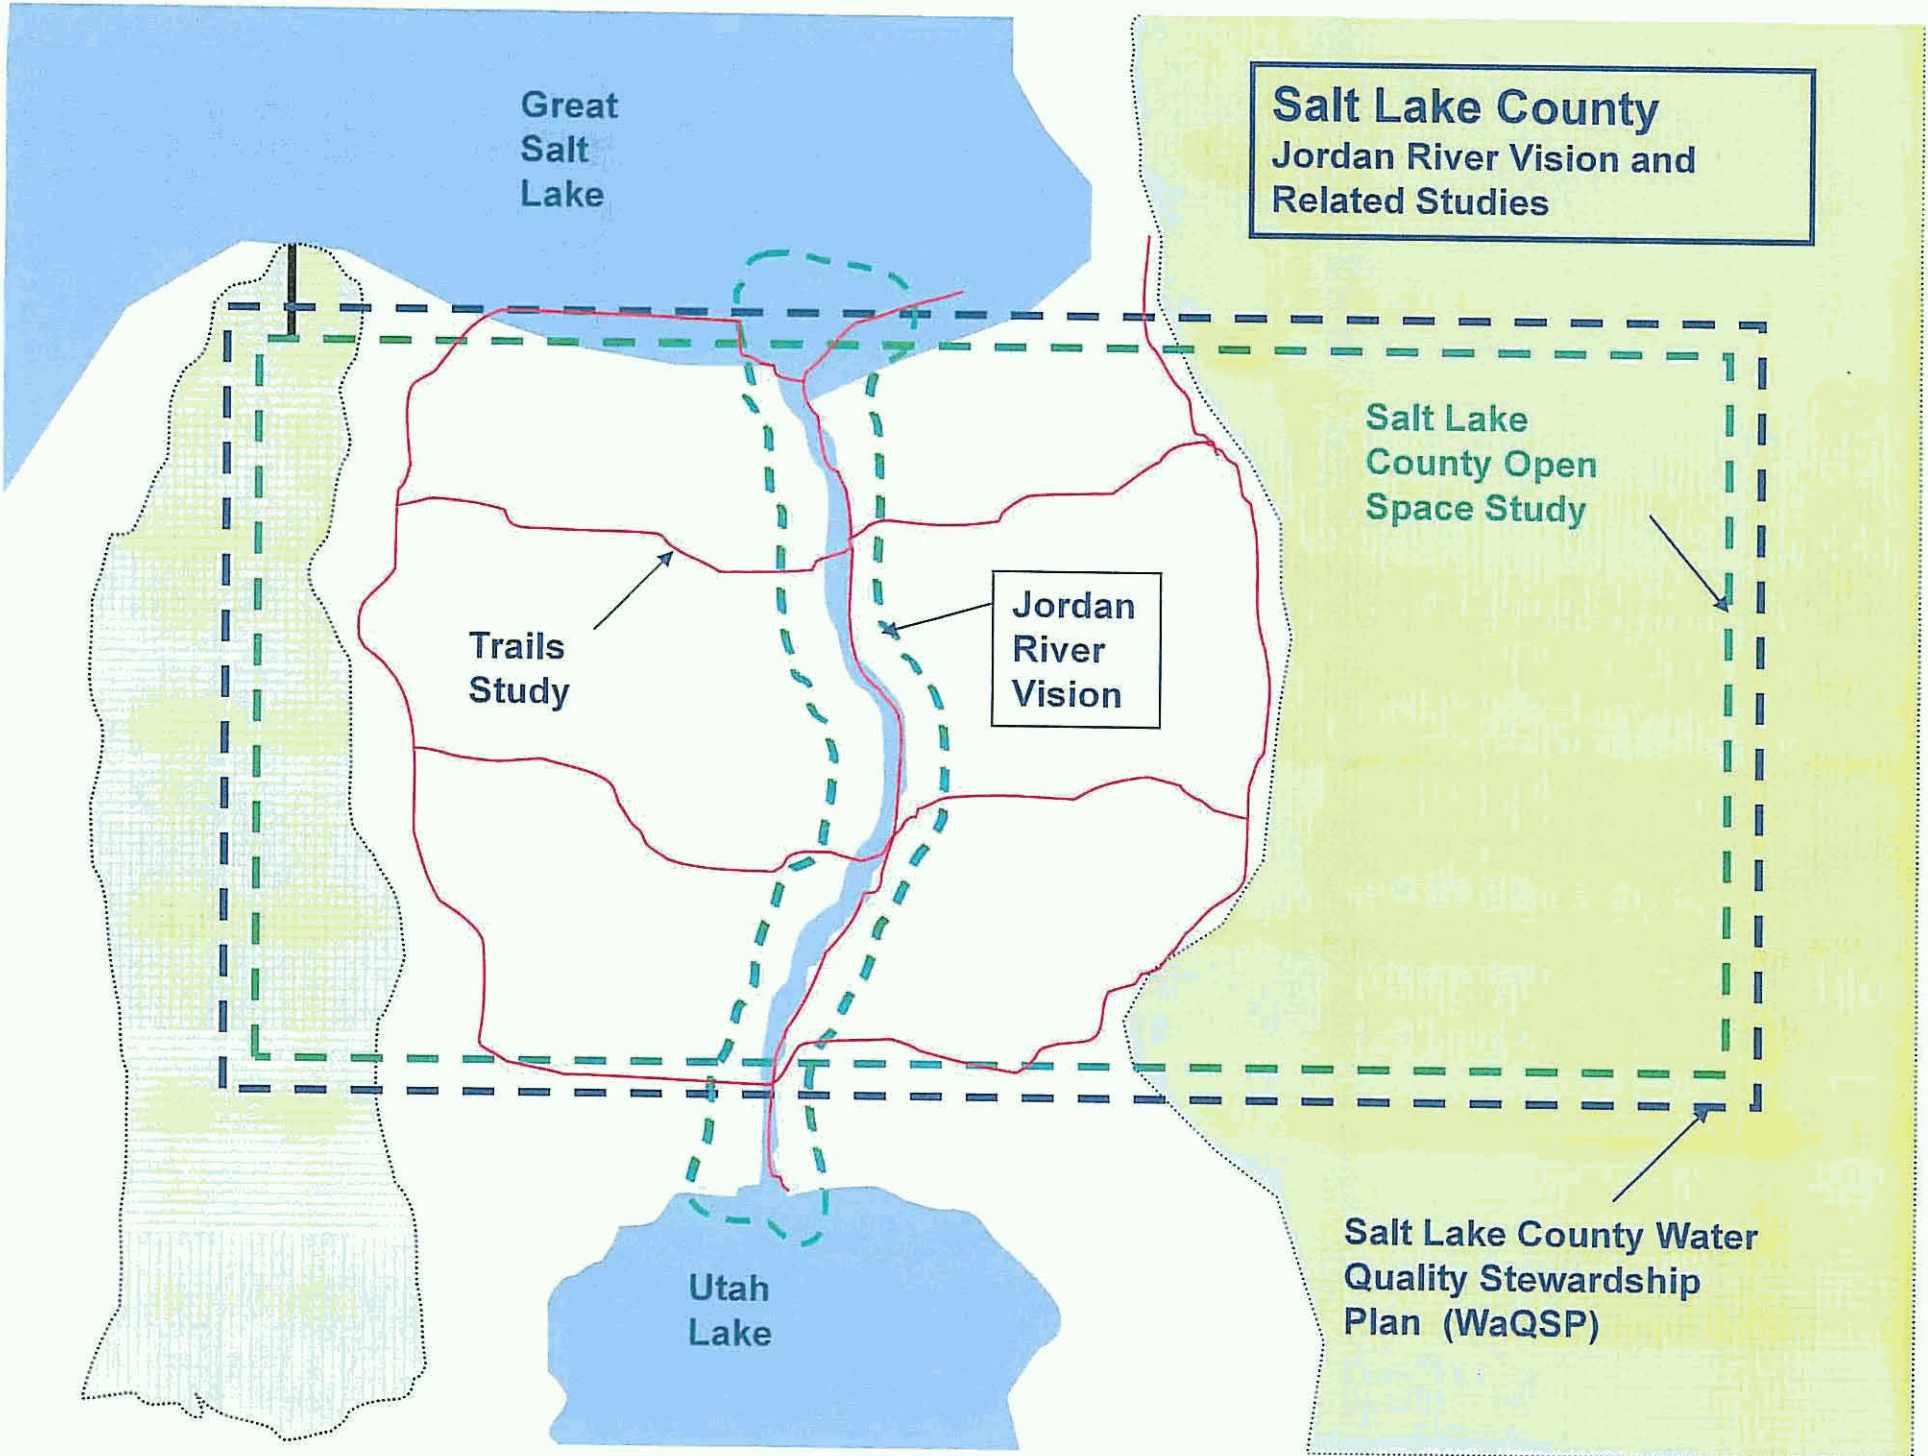 Great
Salt
Lake
Salt Lake County
Jordan River Vision and
Related Studies
Salt Lake
County Open
Space Study
Jordan
River
Vision
Trails
Study
Salt Lake County Water
Quality Stewardship
Plan (WaQSP)
Utah
Lake